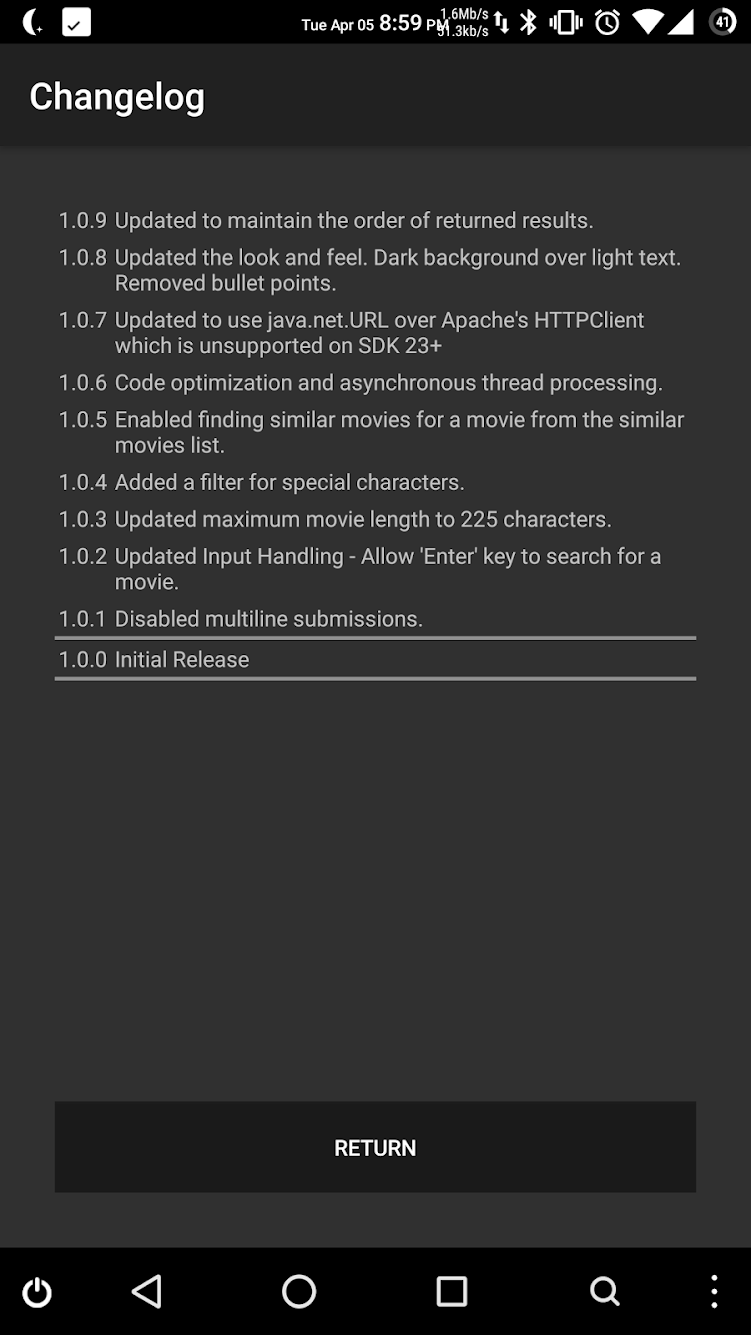 Tue Apr 05 8:59 PM 1.6Mb/s
51.3kb/s
41
Changelog
1.0.9 Updated to maintain the order of returned results.
1.0.8 Updated the look and feel. Dark background over light text.
Removed bullet points.
1.0.7 Updated to use java.net.URL over Apache's HTTPClient
which is unsupported on SDK 23+
1.0.6 Code optimization and asynchronous thread processing.
1.0.5 Enabled finding similar movies for a movie from the similar
movies list.
1.0.4 Added a filter for special characters.
1.0.3 Updated maximum movie length to 225 characters.
1.0.2 Updated Input Handling - Allow 'Enter' key to search for a
movie.
1.0.1 Disabled multiline submissions.
1.0.0 Initial Release
RETURN